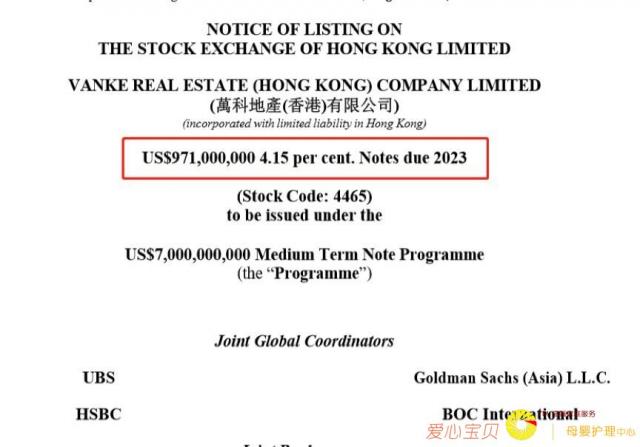 NOTICE OF LISTING ON
THE STOCK EXCHANGE OF HONG KONG LIMITED
VANKE REAL ESTATE (HONG KONG) COMPANY LIMITED
(萬科地產(香港)有限公司)
(incorporated with limited liability in Hong Kong)
US$971,000,000 4.15 per cent. Notes due 2023
(Stock Code: 4465)
to be issued under the
US$7,000,000,000 Medium Term Note Programme
(the “Programme”)
Joint Global Coordinators
UBS
Goldman Sachs (Asia) L.L.C.
HSBC
BOC International
爱心宝贝
母婴护理中心